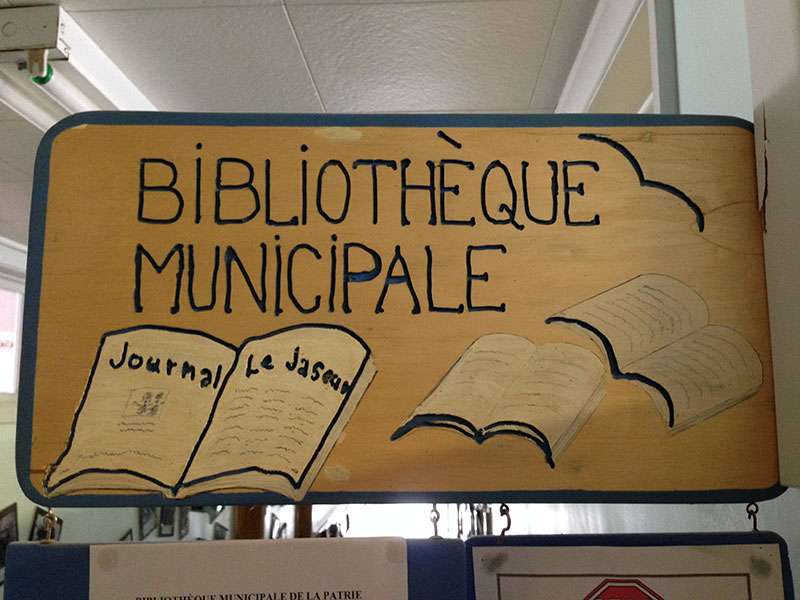 BIBLIOTHÈQUE
MUNICIPALE
Journal Le jaseur
BIBLIOTHÈQUE MUNICIPALE DE LA PATRIE